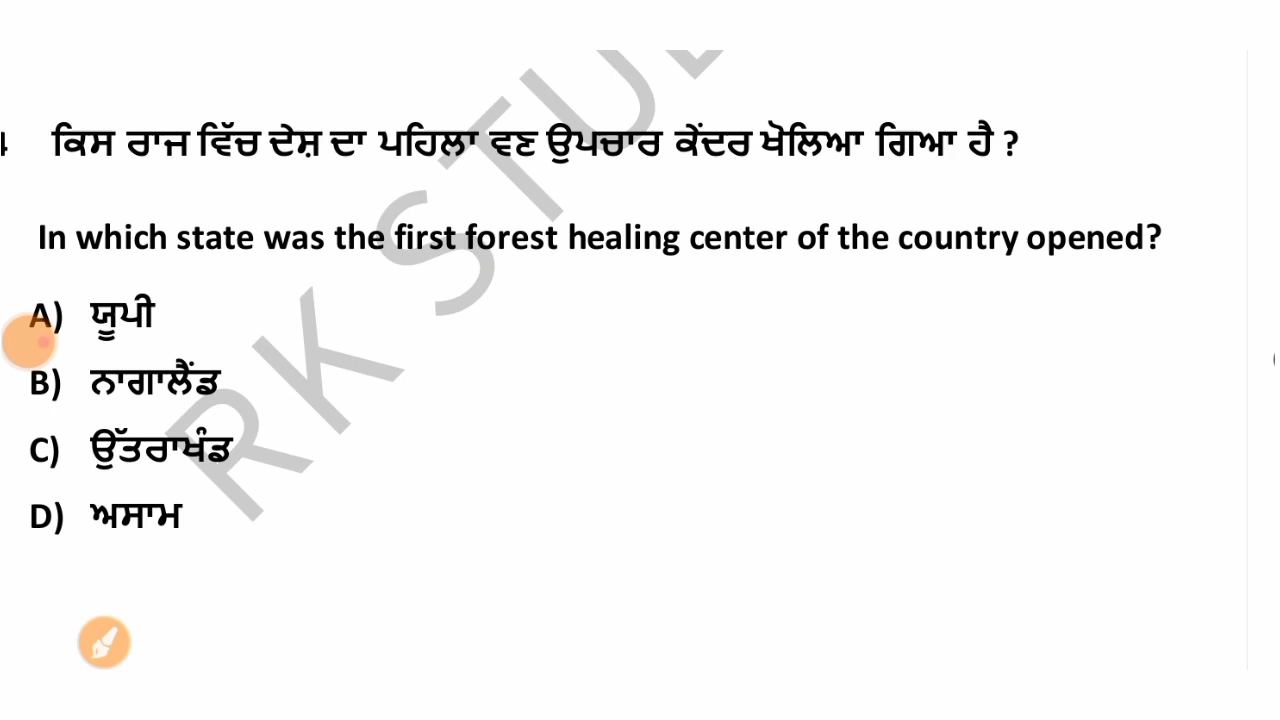 4 ਕਿਸ ਰਾਜ ਵਿੱਚ ਦੇਸ਼ ਦਾ ਪਹਿਲਾ ਵਣ ਉਪਚਾਰ ਕੇਂਦਰ ਖੋਲਿਆ ਗਿਆ ਹੈ ?
In which state was the first forest healing center of the country opened?
A) ਯੂਪੀ
B) ਨਾਗਾਲੈਂਡ
C) ਉੱਤਰਾਖੰਡ
D) ਅਸਾਮ
RK STU